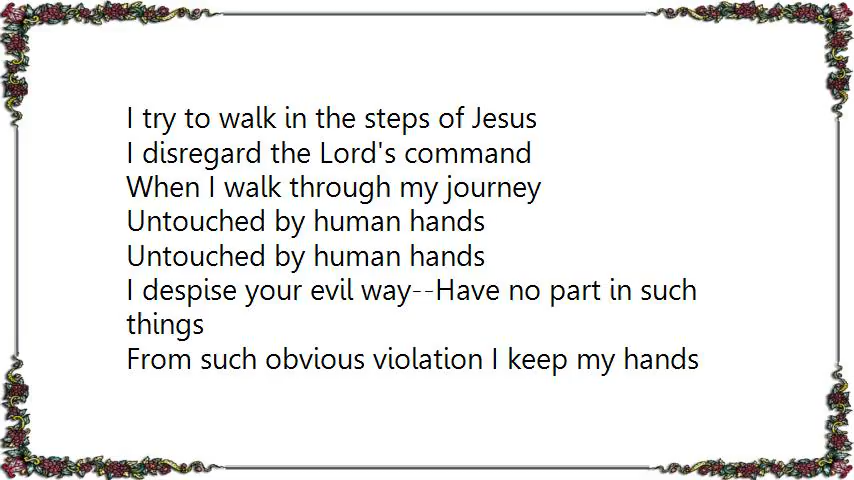 I try to walk in the steps of Jesus
I disregard the Lord's command
When I walk through my journey
Untouched by human hands
Untouched by human hands
I despise your evil way--Have no part in such
things
From such obvious violation I keep my hands